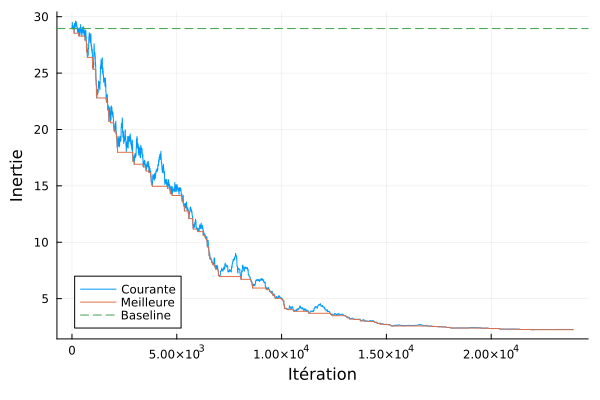 30
25
20
15
10
5
Inertie
Courante
Meilleure
Baseline
0
5.00×10³
1.00×10⁴
1.50×10⁴
2.00×10⁴
Itération